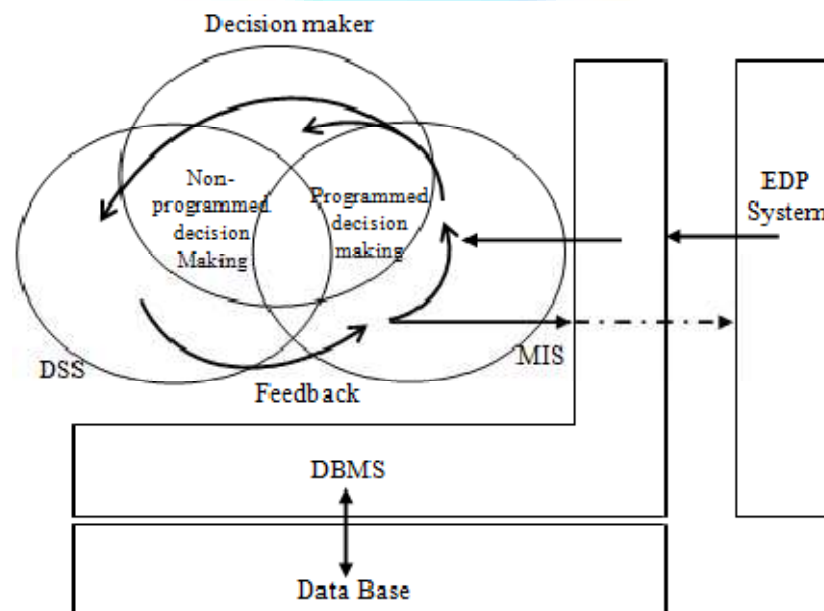 Decision maker
Non-
programmed
decision
Making
Programmed
decision
making
EDP
System
DSS
MIS
Feedback
DBMS
Data Base